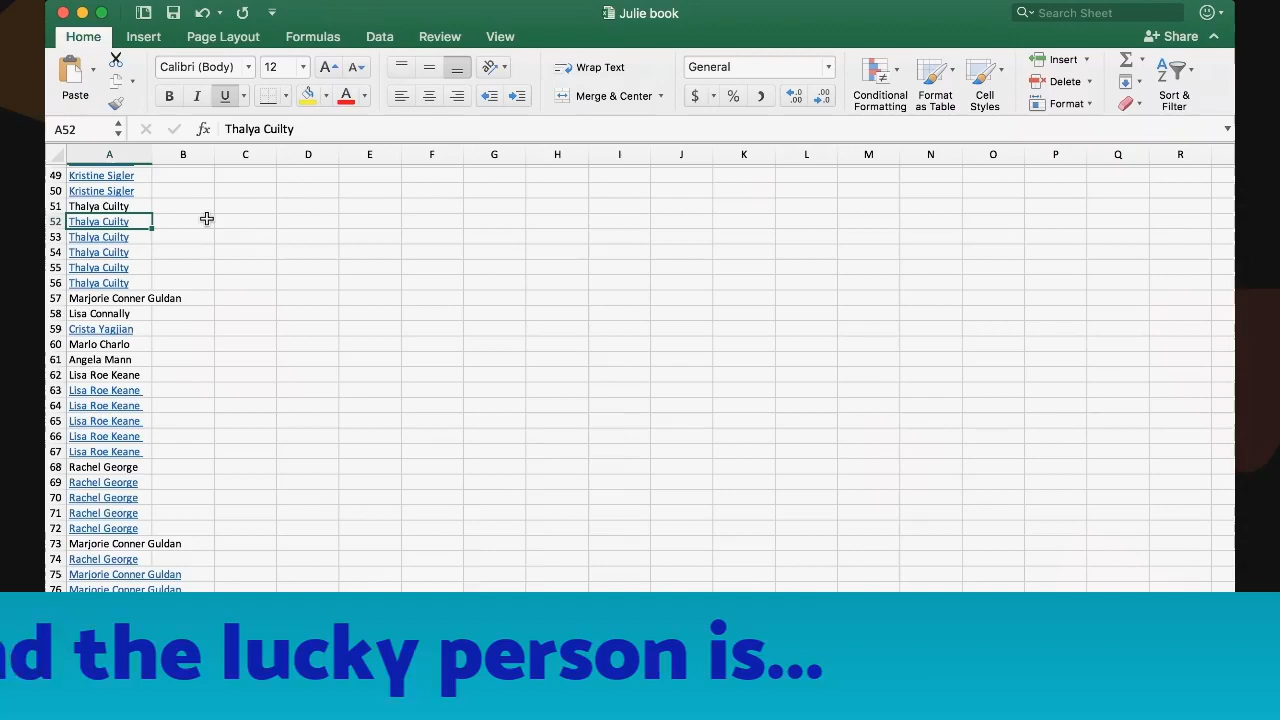 Julie book
Search Sheet
Home Insert Page Layout Formulas Data Review View
Share
Paste
Calibri (Body) 12
B I U
A
Wrap Text
Merge & Center
General
$ % ,
Conditional Formatting
Format as Table
Cell Styles
Insert
Delete
Format
Sort & Filter
A52 fx Thalya Cuilty
A B C D E F G H I J K L M N O P Q R
49 Kristine Sigler
50 Kristine Sigler
51 Thalya Cuilty
52 Thalya Cuilty
53 Thalya Cuilty
54 Thalya Cuilty
55 Thalya Cuilty
56 Thalya Cuilty
57 Marjorie Conner Guldan
58 Lisa Connally
59 Crista Yagjian
60 Marlo Charlo
61 Angela Mann
62 Lisa Roe Keane
63 Lisa Roe Keane
64 Lisa Roe Keane
65 Lisa Roe Keane
66 Lisa Roe Keane
67 Lisa Roe Keane
68 Rachel George
69 Rachel George
70 Rachel George
71 Rachel George
72 Rachel George
73 Marjorie Conner Guldan
74 Rachel George
75 Marjorie Conner Guldan
76 Marjorie Conner Guldan
nd the lucky person is...